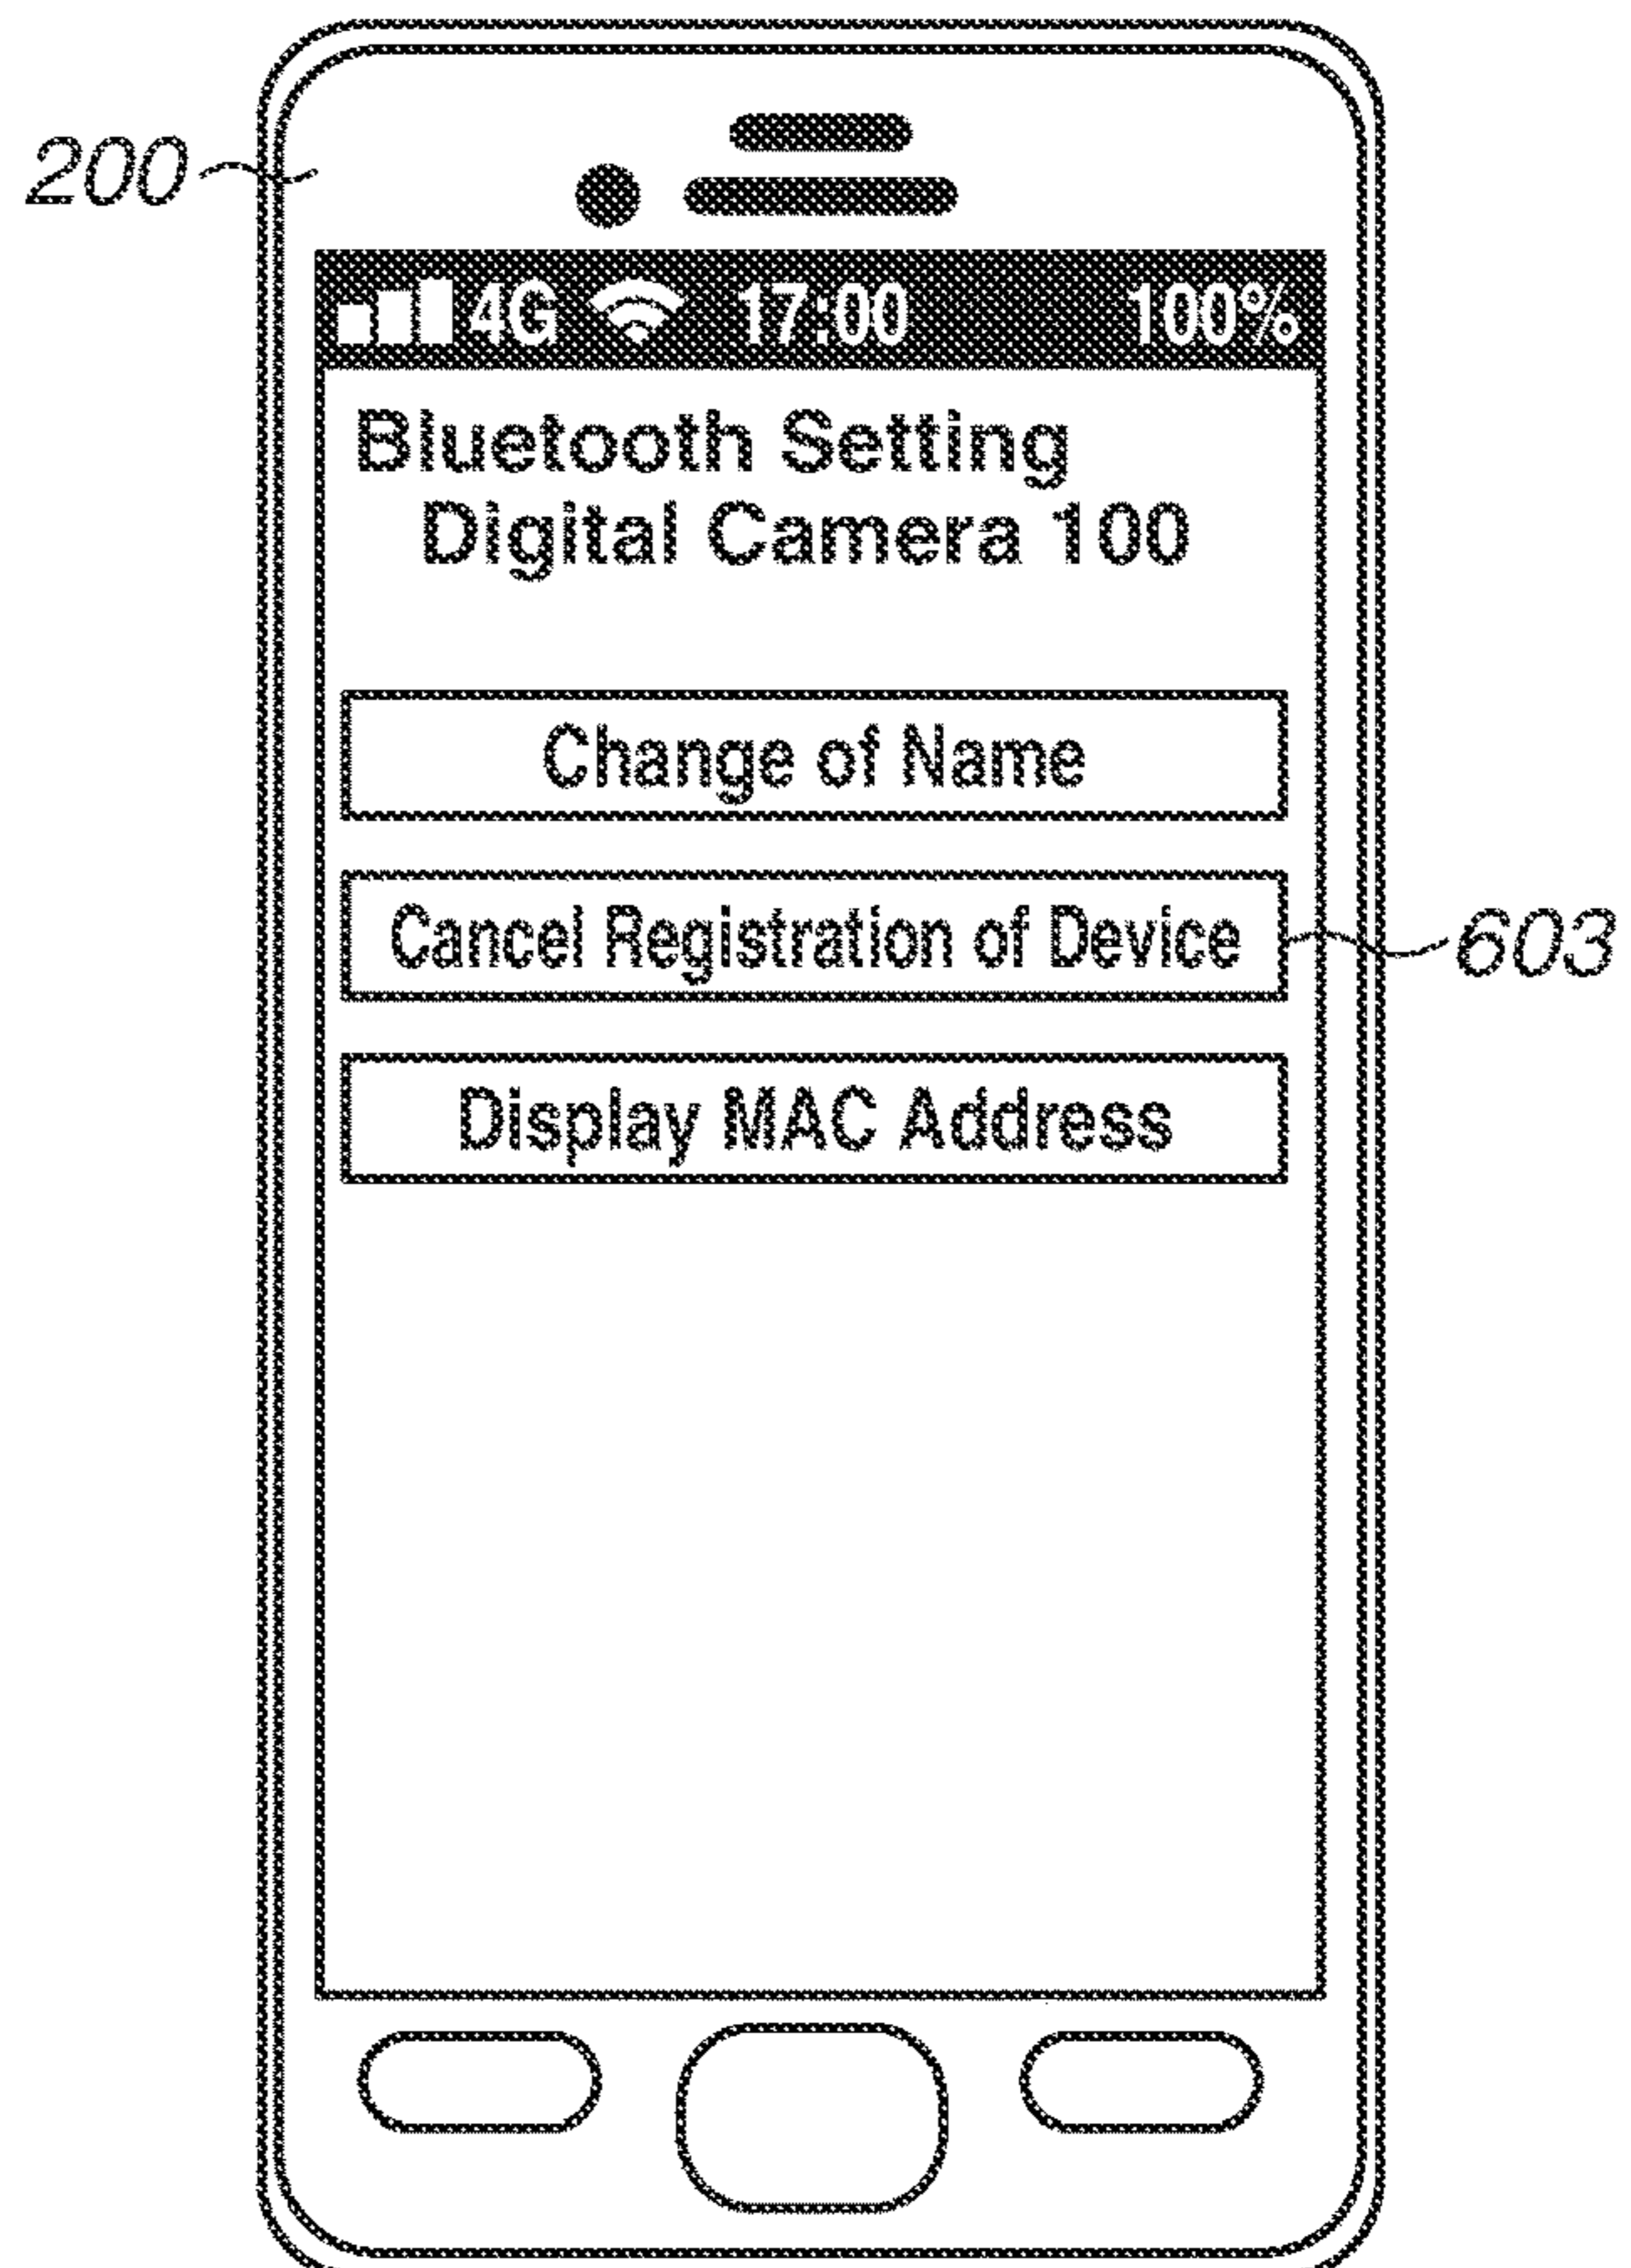 200
4G 17:00 100%
Bluetooth Setting
Digital Camera 100
Change of Name
Cancel Registration of Device
603
Display MAC Address